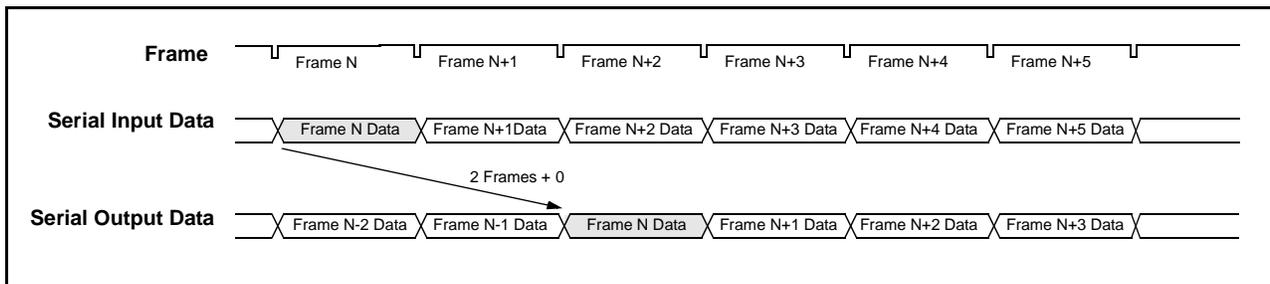 Frame
Frame N Frame N+1 Frame N+2 Frame N+3 Frame N+4 Frame N+5
Serial Input Data
Frame N Data Frame N+1Data Frame N+2 Data Frame N+3 Data Frame N+4 Data Frame N+5 Data
2 Frames + 0
Serial Output Data
Frame N-2 Data Frame N-1 Data Frame N Data Frame N+1 Data Frame N+2 Data Frame N+3 Data